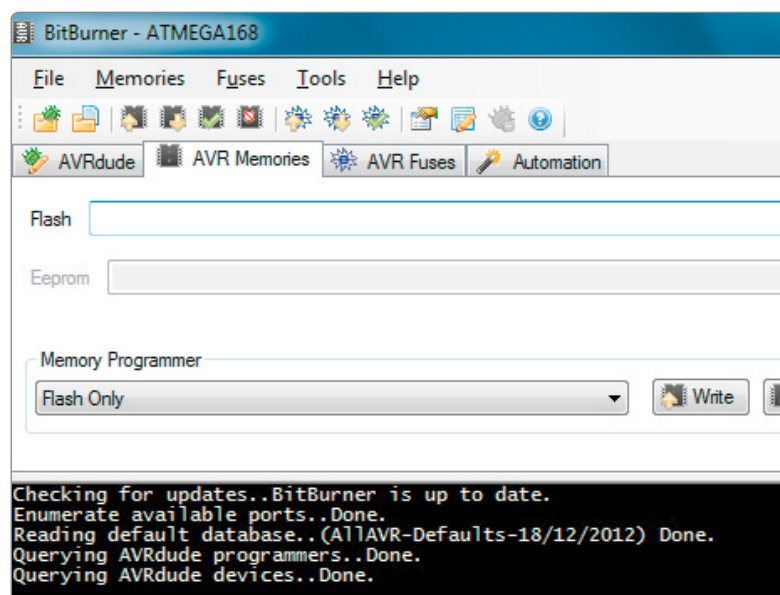 BitBurner - ATMEGA168
File Memories Fuses Tools Help
AVRdude AVR Memories AVR Fuses Automation
Flash
Eeprom
Memory Programmer
Flash Only Write
Checking for updates..BitBurner is up to date.
Enumerate available ports..Done.
Reading default database..(AllAVR-Defaults-18/12/2012) Done.
Querying AVRdude programmers..Done.
Querying AVRdude devices..Done.